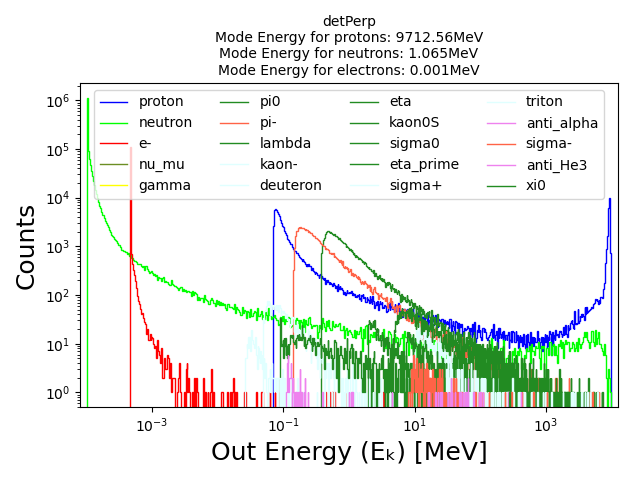 detPerp
Mode Energy for protons: 9712.56MeV
Mode Energy for neutrons: 1.065MeV
Mode Energy for electrons: 0.001MeV
proton pi0 eta triton
neutron pi- kaon0S anti_alpha
e- lambda sigma0 sigma-
nu_mu kaon- eta_prime anti_He3
gamma deuteron sigma+ xi0
10⁶
10⁵
10⁴
10³
10²
10¹
10⁰
Counts
10⁻³ 10⁻¹ 10¹ 10³
Out Energy (Eₖ) [MeV]